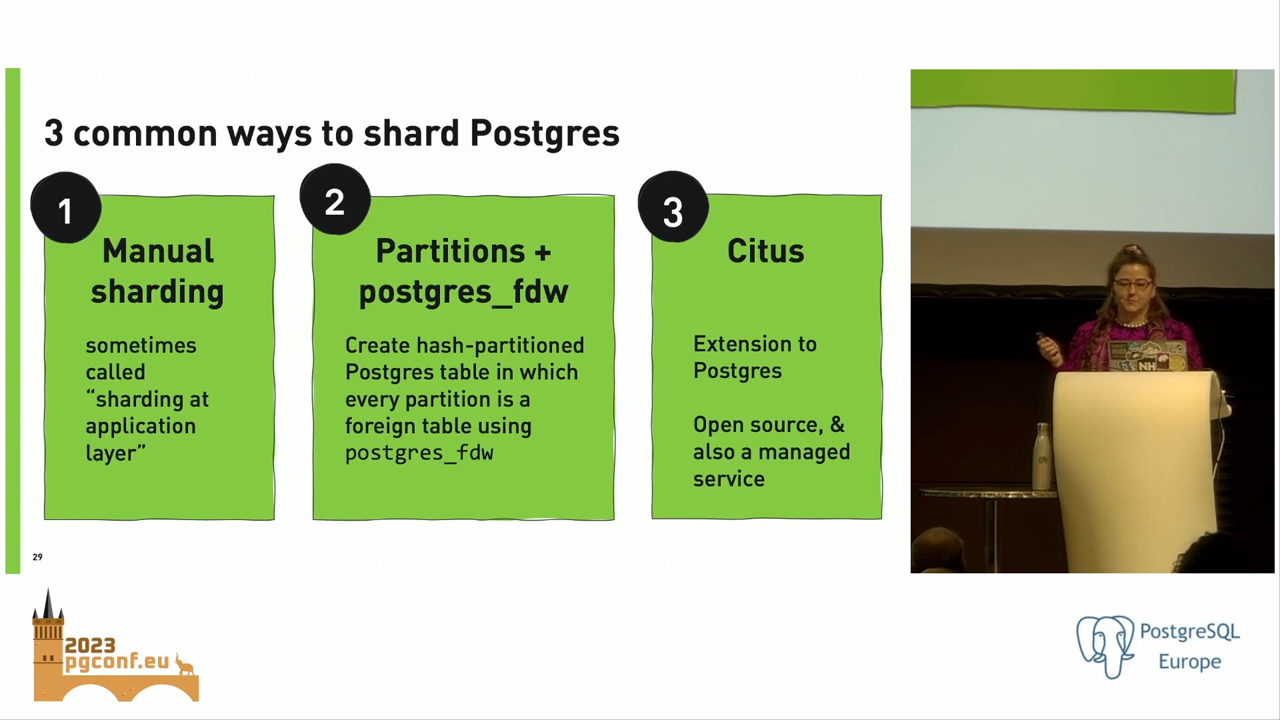 3 common ways to shard Postgres
1
Manual
sharding
sometimes
called
“sharding at
application
layer”
2
Partitions +
postgres_fdw
Create hash-partitioned
Postgres table in which
every partition is a
foreign table using
postgres_fdw
3
Citus
Extension to
Postgres
Open source, &
also a managed
service
29
NH
2023
pgconf.eu
PostgreSQL
Europe